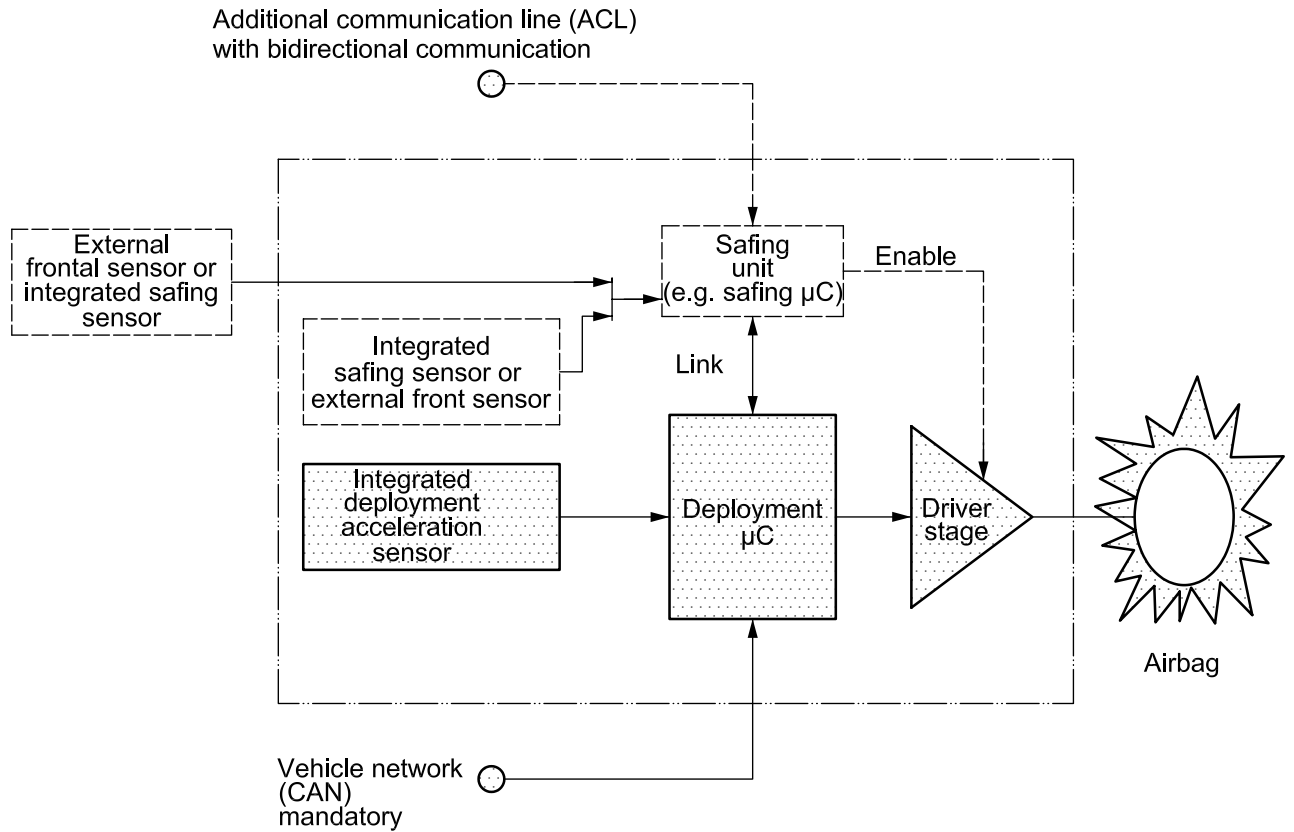 Additional communication line (ACL)
with bidirectional communication
External
frontal sensor or
integrated safing
sensor
Safing
unit
(e.g. safing µC)
Enable
Integrated
safing sensor or
external front sensor
Link
Integrated
deployment
acceleration
sensor
Deployment
µC
Driver
stage
Airbag
Vehicle network
(CAN)
mandatory